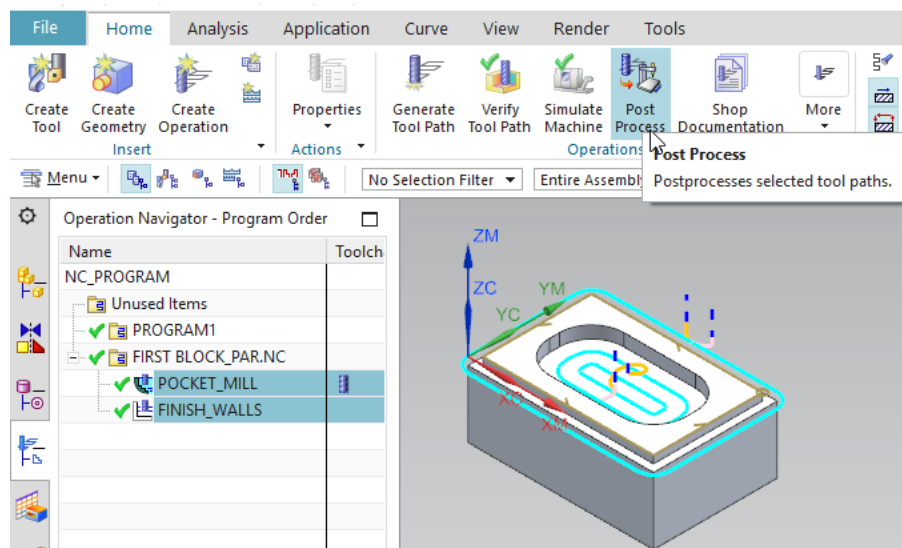 File Home Analysis Application Curve View Render Tools
Create Create Create Properties Generate Verify Simulate Post Shop More
Tool Geometry Operation Tool Path Tool Path Machine Process Documentation
Insert Actions Operations
Post Process
Postprocesses selected tool paths.
Menu No Selection Filter Entire Assembl
Operation Navigator - Program Order
Name Toolch
NC_PROGRAM
Unused Items
PROGRAM1
FIRST BLOCK_PAR.NC
POCKET_MILL
FINISH_WALLS
ZM
ZC YM
YC
XC
XM